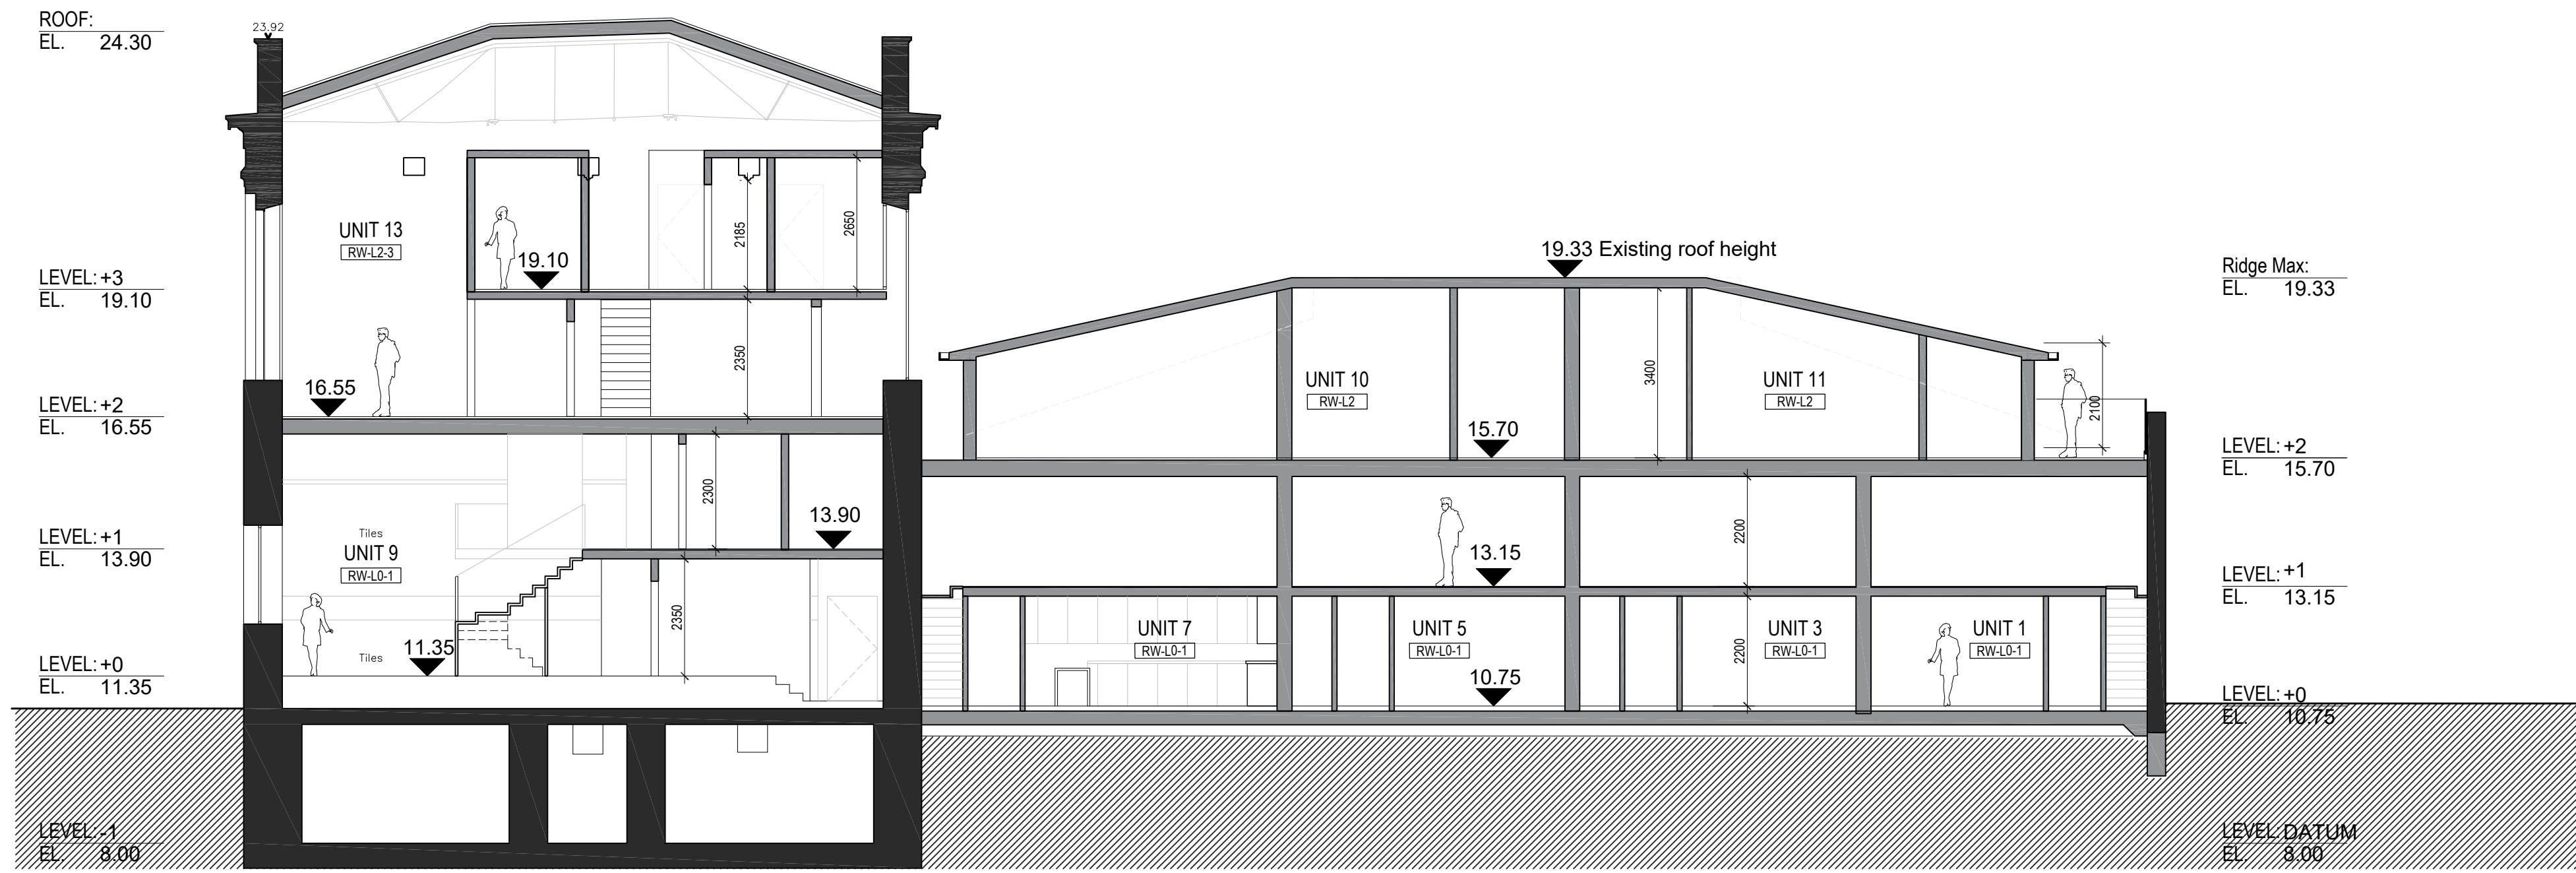 ROOF:
EL. 24.30
23.92
LEVEL: +3
EL. 19.10
LEVEL: +2
EL. 16.55
LEVEL: +1
EL. 13.90
LEVEL: +0
EL. 11.35
LEVEL: -1
EL. 8.00
UNIT 13
RW-L2-3
19.10
2185
2650
16.55
2350
2300
13.90
Tiles
UNIT 9
RW-L0-1
Tiles
11.35
2350
19.33 Existing roof height
UNIT 10
RW-L2
3400
UNIT 11
RW-L2
2100
15.70
2200
13.15
UNIT 7
RW-L0-1
UNIT 5
RW-L0-1
2200
UNIT 3
RW-L0-1
UNIT 1
RW-L0-1
10.75
Ridge Max:
EL. 19.33
LEVEL: +2
EL. 15.70
LEVEL: +1
EL. 13.15
LEVEL: +0
EL. 10.75
LEVEL: DATUM
EL. 8.00